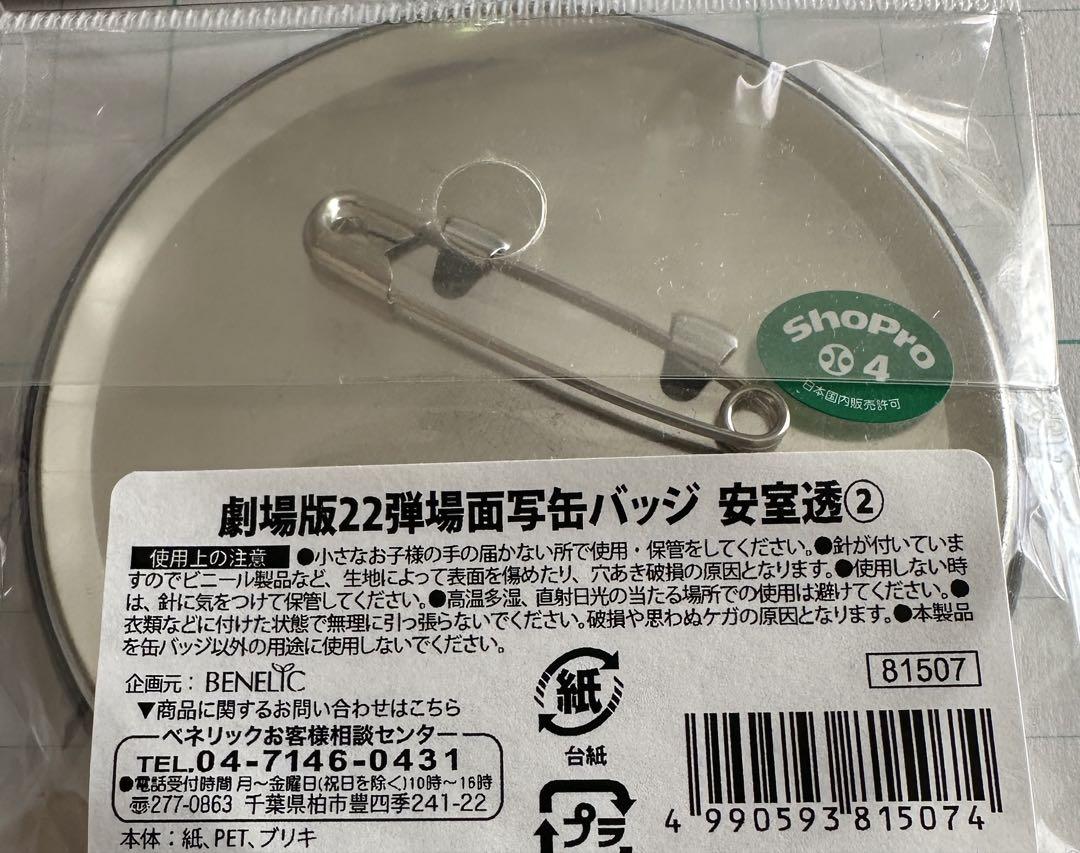 ShoPro
4
日本国内販売許可
劇場版22弾場面写缶バッジ 安室透②
使用上の注意 ●小さなお子様の手の届かない所で使用・保管をしてください。●針が付いていま
すのでビニール製品など、生地によって表面を傷めたり、穴あき破損の原因となります。●使用しない時
は、針に気をつけて保管してください。●高温多湿、直射日光の当たる場所での使用は避けてください。●
衣類などに付けた状態で無理に引っ張らないでください。破損や思わぬケガの原因となります。●本製品
を缶バッジ以外の用途に使用しないでください。
企画元：BENELIC
▼商品に関するお問い合わせはこちら
ベネリックお客様相談センター
TEL.04-7146-0431
●電話受付時間 月～金曜日(祝日を除く)10時～16時
〠277-0863 千葉県柏市豊四季241-22
本体：紙、PET、ブリキ
紙
台紙
プラ
81507
4 990593 815074